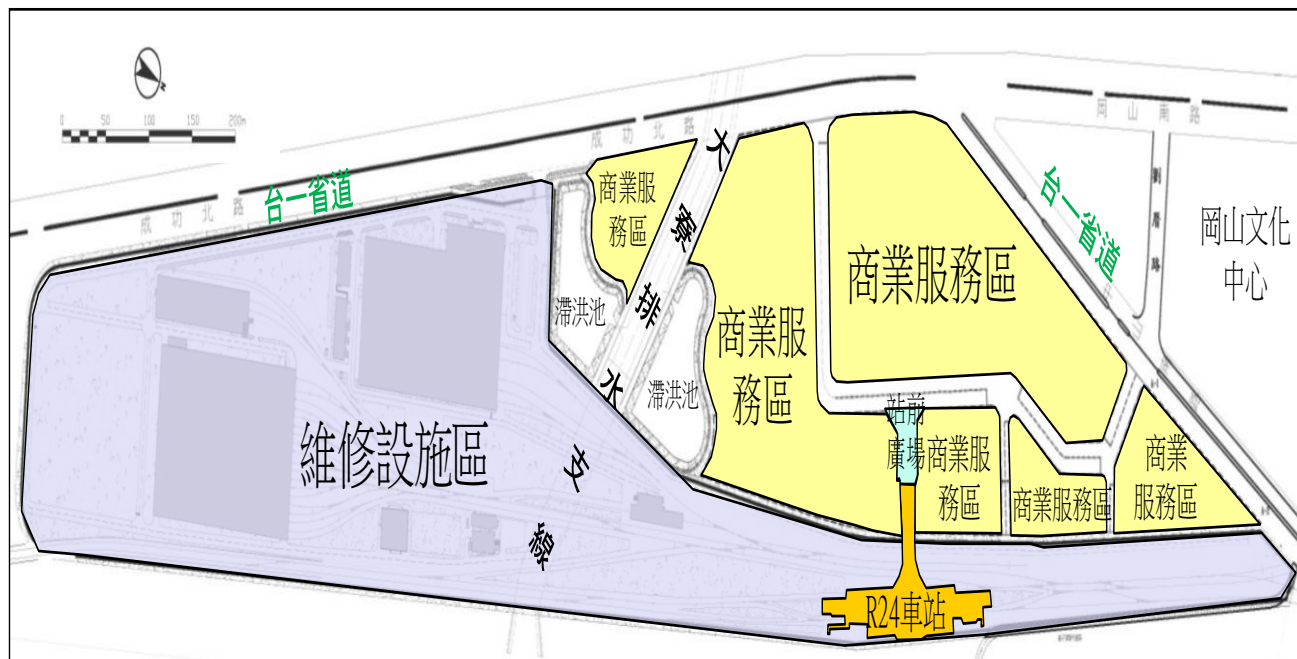 N
0 50 100 150 200m
岡山南路
成功北路
成功北路
台一省道
台一省道
劉厝路
岡山文化
中心
商業服
務區
大寮排水支線
滯洪池
滯洪池
商業服
務區
商業服務區
維修設施區
站前
廣場
商業服
務區
商業服務區
商業
服務區
R24車站